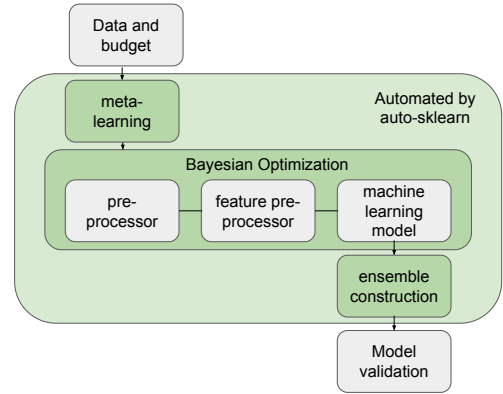 Data and
budget
meta-
learning
Automated by
auto-sklearn
Bayesian Optimization
pre-
processor
feature pre-
processor
machine
learning
model
ensemble
construction
Model
validation